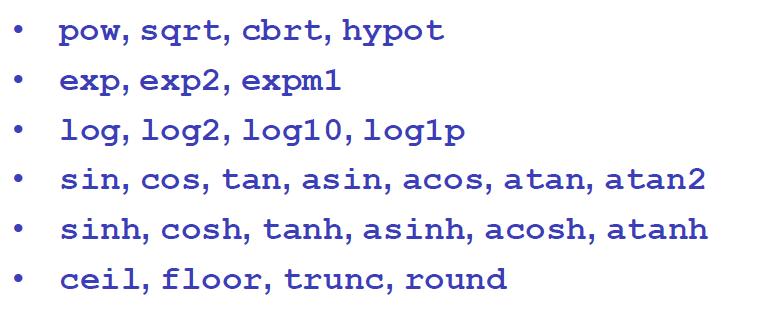 • pow, sqrt, cbrt, hypot
• exp, exp2, expm1
• log, log2, log10, log1p
• sin, cos, tan, asin, acos, atan, atan2
• sinh, cosh, tanh, asinh, acosh, atanh
• ceil, floor, trunc, round